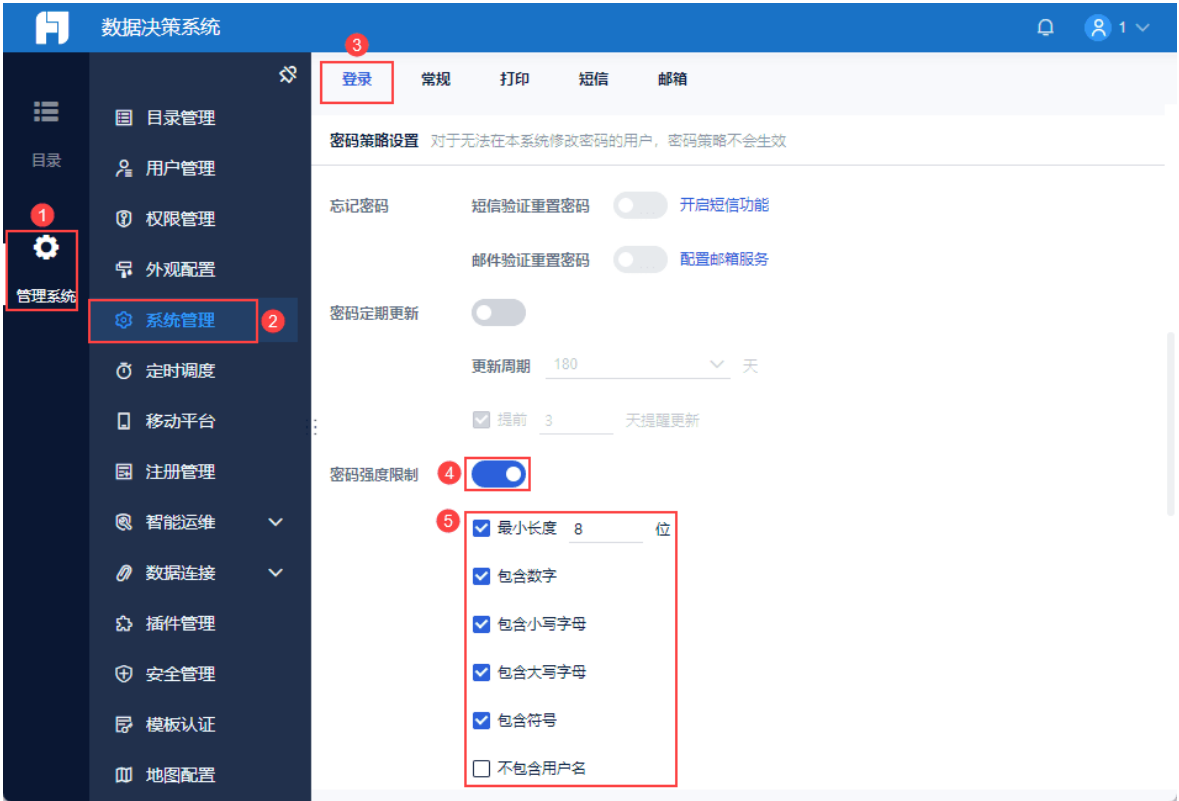 数据决策系统
1
3
登录 常规 打印 短信 邮箱
目录
1
管理系统
目录管理
用户管理
权限管理
外观配置
系统管理 2
定时调度
移动平台
注册管理
智能运维
数据连接
插件管理
安全管理
模板认证
地图配置
密码策略设置 对于无法在本系统修改密码的用户，密码策略不会生效
忘记密码 短信验证重置密码 开启短信功能
邮件验证重置密码 配置邮箱服务
密码定期更新
更新周期 180 天
提前 3 天提醒更新
密码强度限制 4
5
最小长度 8 位
包含数字
包含小写字母
包含大写字母
包含符号
不包含用户名